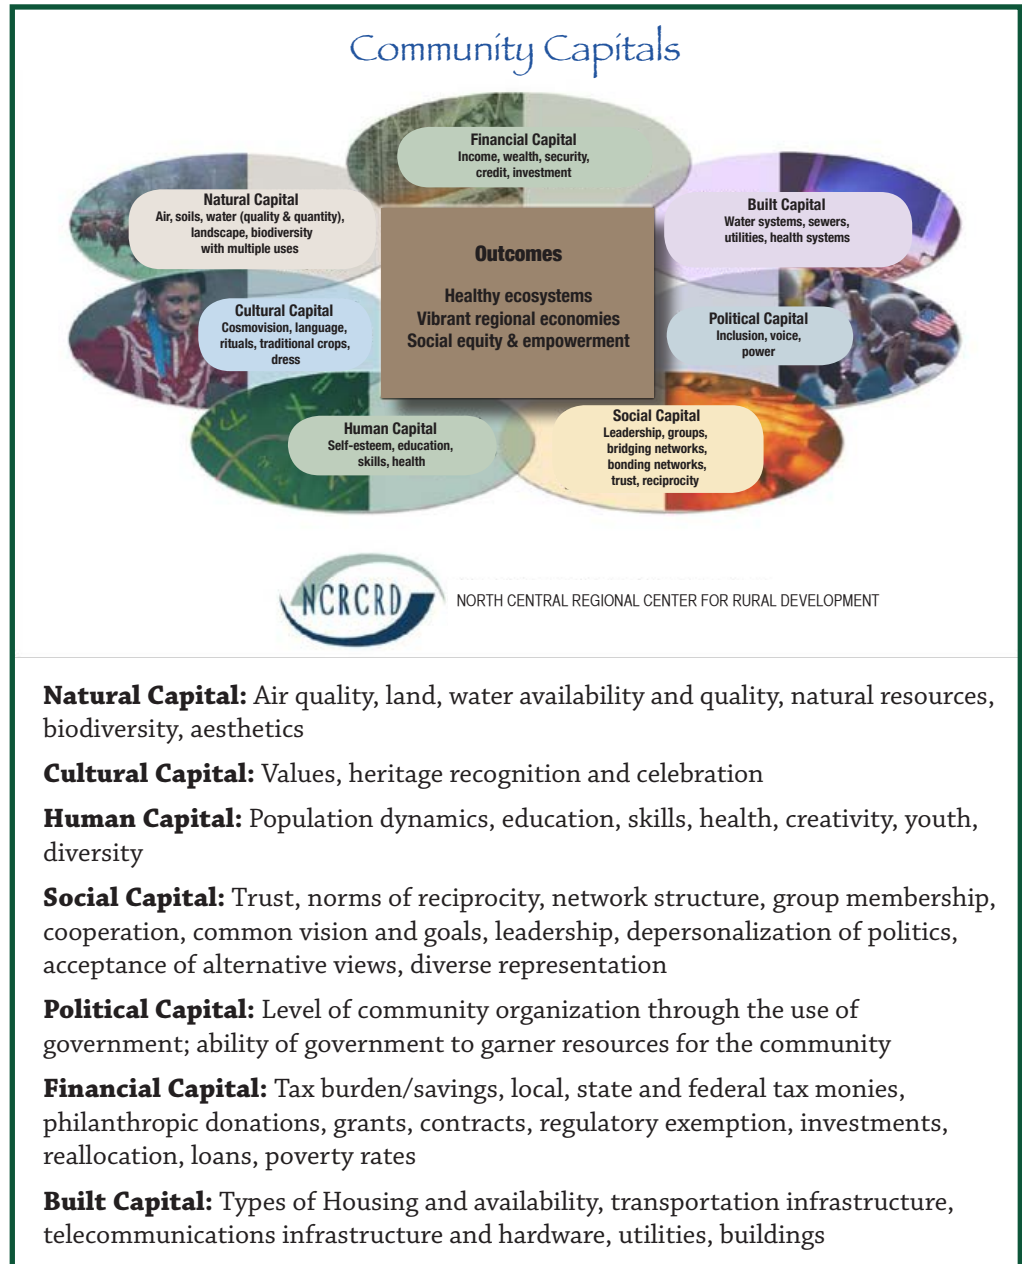 Community Capitals
Financial Capital
Income, wealth, security,
credit, investment
Natural Capital
Air, soils, water (quality & quantity),
landscape, biodiversity
with multiple uses
Built Capital
Water systems, sewers,
utilities, health systems
Outcomes
Healthy ecosystems
Vibrant regional economies
Social equity & empowerment
Cultural Capital
Cosmovision, language,
rituals, traditional crops,
dress
Political Capital
Inclusion, voice,
power
Human Capital
Self-esteem, education,
skills, health
Social Capital
Leadership, groups,
bridging networks,
bonding networks,
trust, reciprocity
NCRCRD
NORTH CENTRAL REGIONAL CENTER FOR RURAL DEVELOPMENT
Natural Capital: Air quality, land, water availability and quality, natural resources,
biodiversity, aesthetics
Cultural Capital: Values, heritage recognition and celebration
Human Capital: Population dynamics, education, skills, health, creativity, youth,
diversity
Social Capital: Trust, norms of reciprocity, network structure, group membership,
cooperation, common vision and goals, leadership, depersonalization of politics,
acceptance of alternative views, diverse representation
Political Capital: Level of community organization through the use of
government; ability of government to garner resources for the community
Financial Capital: Tax burden/savings, local, state and federal tax monies,
philanthropic donations, grants, contracts, regulatory exemption, investments,
reallocation, loans, poverty rates
Built Capital: Types of Housing and availability, transportation infrastructure,
telecommunications infrastructure and hardware, utilities, buildings